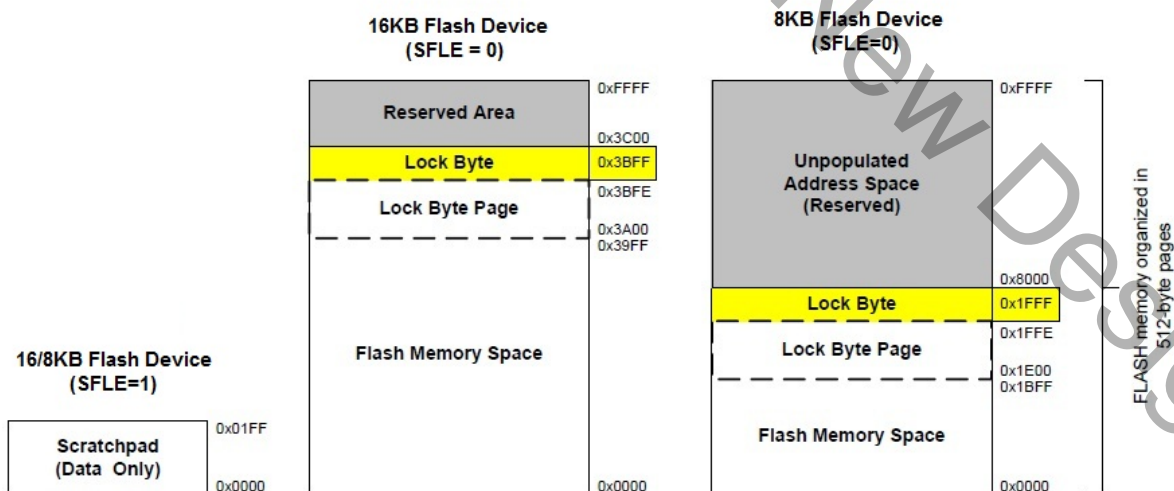 16KB Flash Device
(SFLE = 0)
0xFFFF
Reserved Area
0x3C00
Lock Byte
0x3BFF
0x3BFE
Lock Byte Page
0x3A00
0x39FF
Flash Memory Space
0x0000
8KB Flash Device
(SFLE=0)
0xFFFF
Unpopulated
Address Space
(Reserved)
0x8000
Lock Byte
0x1FFF
0x1FFE
Lock Byte Page
0x1E00
0x1BFF
Flash Memory Space
0x0000
FLASH memory organized in
512-byte pages
16/8KB Flash Device
(SFLE=1)
0x01FF
Scratchpad
(Data Only)
0x0000
New